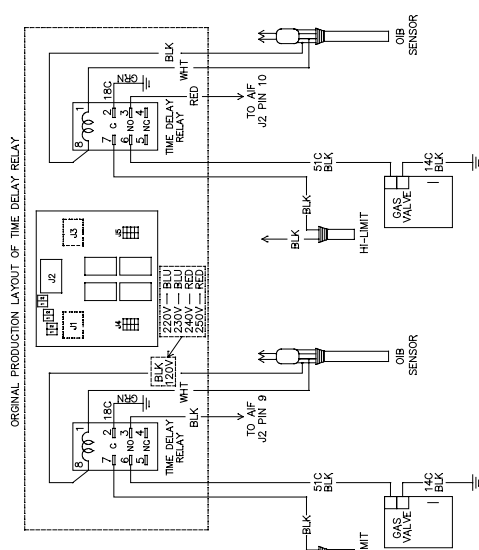 ORGINAL PRODUCTION LAYOUT OF TIME DELAY RELAY
BLK
WHT
18C
GRN
RED
8
1
7
C
2
6
NO
3
5
NC
4
TIME DELAY
RELAY
TO AIF
J2 PIN 10
OIB
SENSOR
51C
BLK
14C
BLK
GAS
VALVE
BLK
BLK
HI-LIMIT
J1
J2
J3
J4
J5
220V — BLU
230V — BLU
240V — RED
250V — RED
BLK
120V
WHT
18C
GRN
BLK
8
1
7
C
2
6
NO
3
5
NC
4
TIME DELAY
RELAY
TO AIF
J2 PIN 9
OIB
SENSOR
51C
BLK
14C
BLK
GAS
VALVE
BLK
IMIT